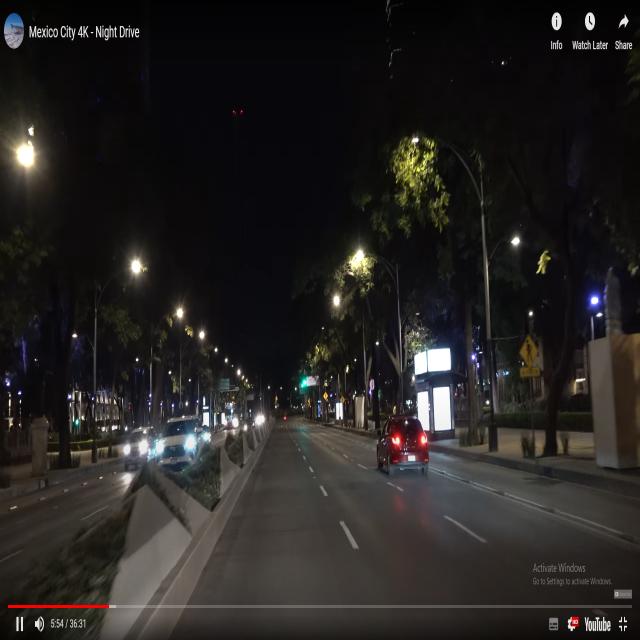 Mexico City 4K - Night Drive
Info
Watch Later
Share
Activate Windows
Go to Settings to activate Windows.
5:54 / 36:31
YouTube